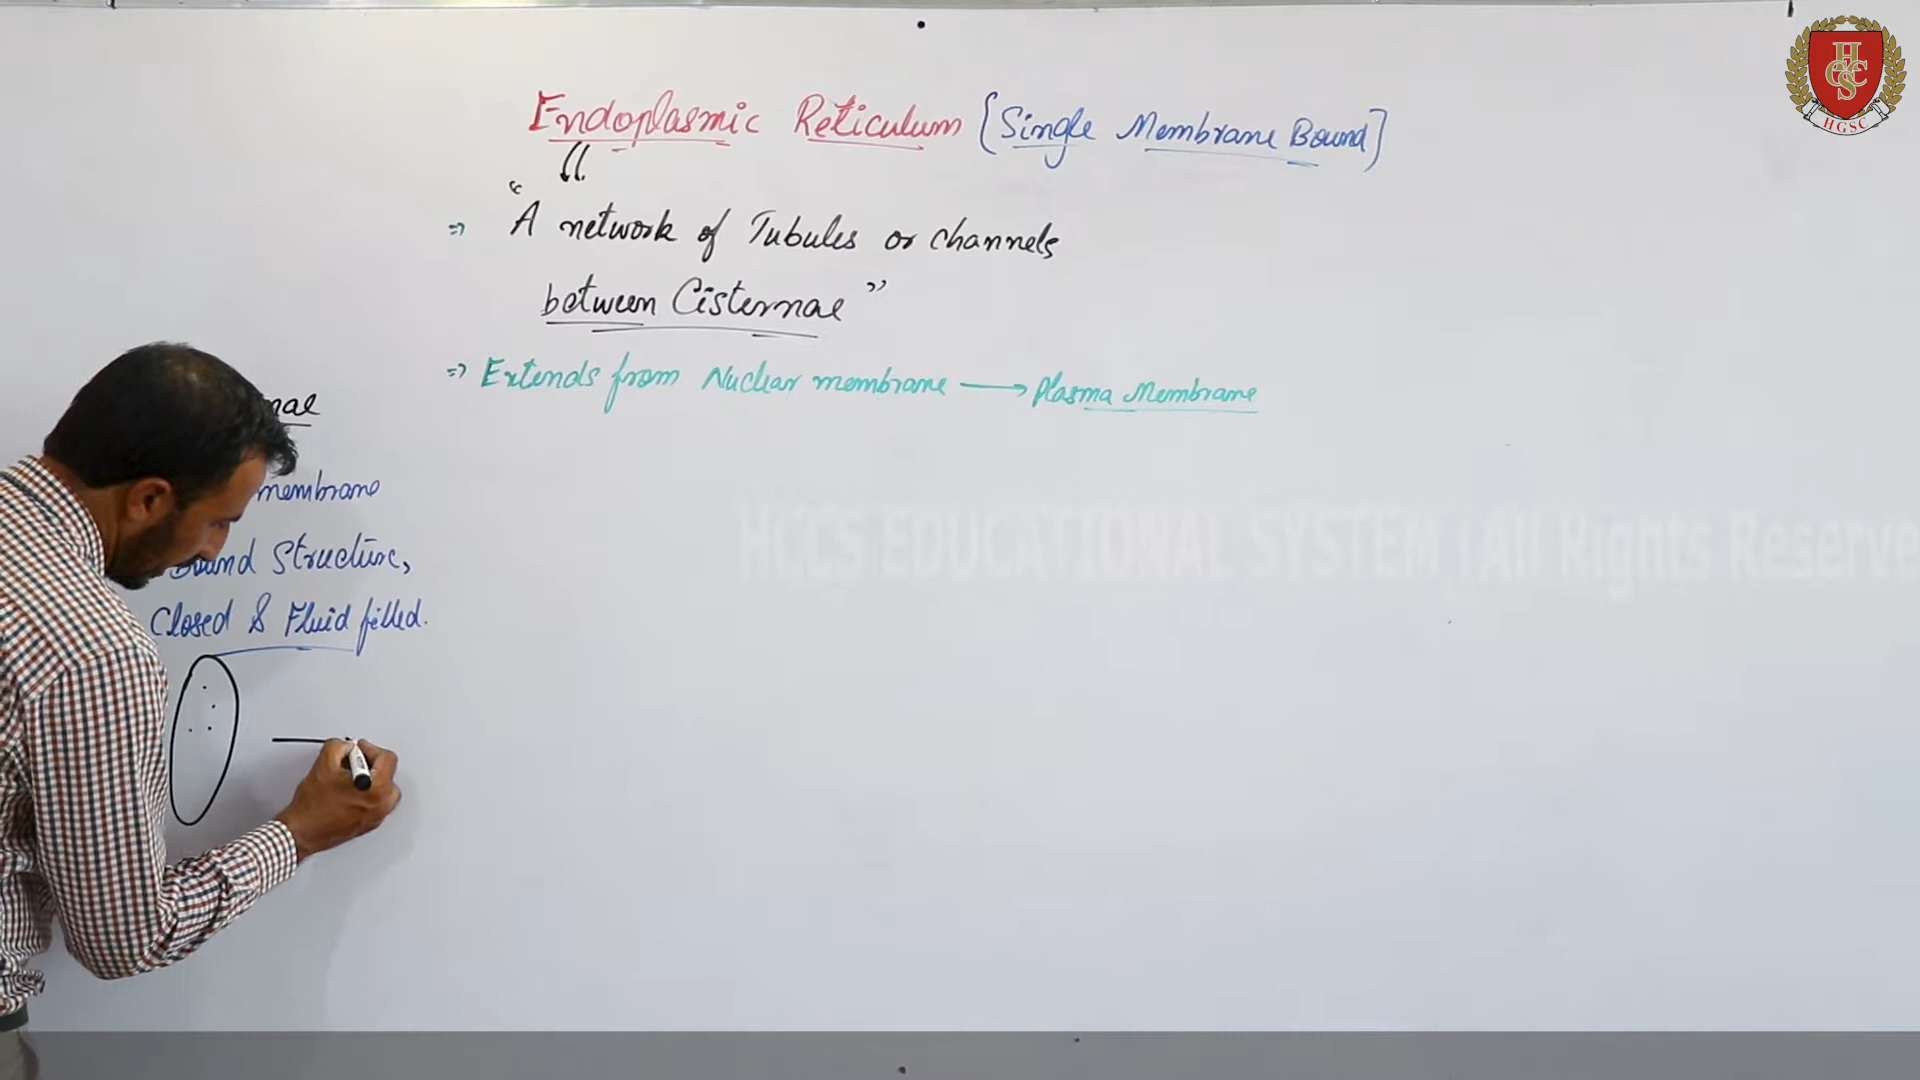 Endoplasmic Reticulum {Single Membrane Bound]
⇒ "A network of Tubules or channels
between Cisternae"
⇒ Extends from Nuclear membrane → Plasma Membrane
nae
membrane
Bound Structure,
Closed & Fluid filled.
HCCS EDUCATIONAL SYSTEM (All Rights Reserve
HGSC